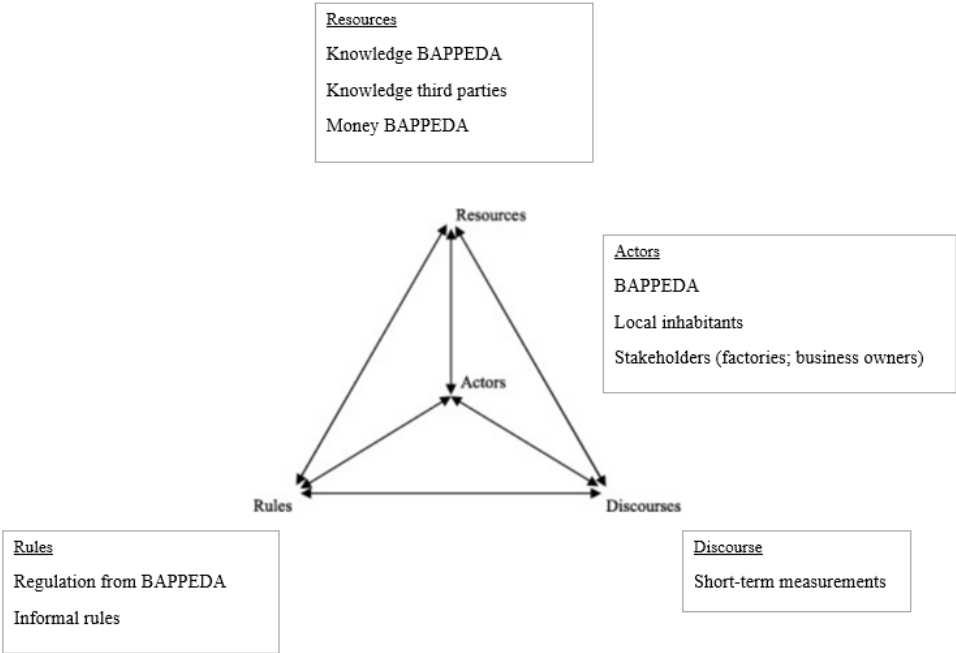 Resources
Knowledge BAPPEDA
Knowledge third parties
Money BAPPEDA
Resources
Actors
BAPPEDA
Local inhabitants
Stakeholders (factories; business owners)
Actors
Rules
Discourses
Rules
Regulation from BAPPEDA
Informal rules
Discourse
Short-term measurements